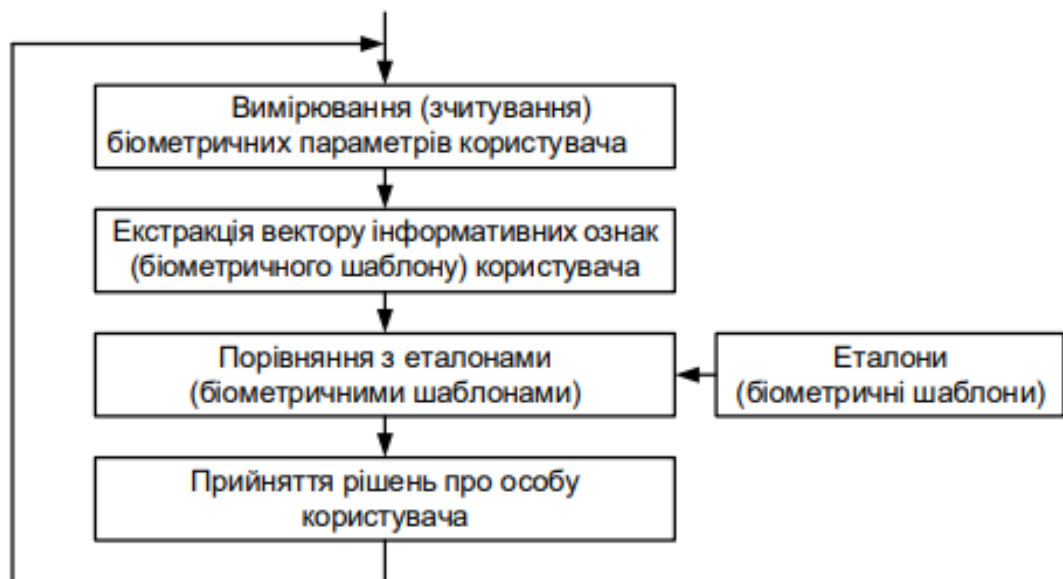 Вимірювання (зчитування)
біометричних параметрів користувача
Екстракція вектору інформативних ознак
(біометричного шаблону) користувача
Порівняння з еталонами
(біометричними шаблонами)
Еталони
(біометричні шаблони)
Прийняття рішень про особу
користувача